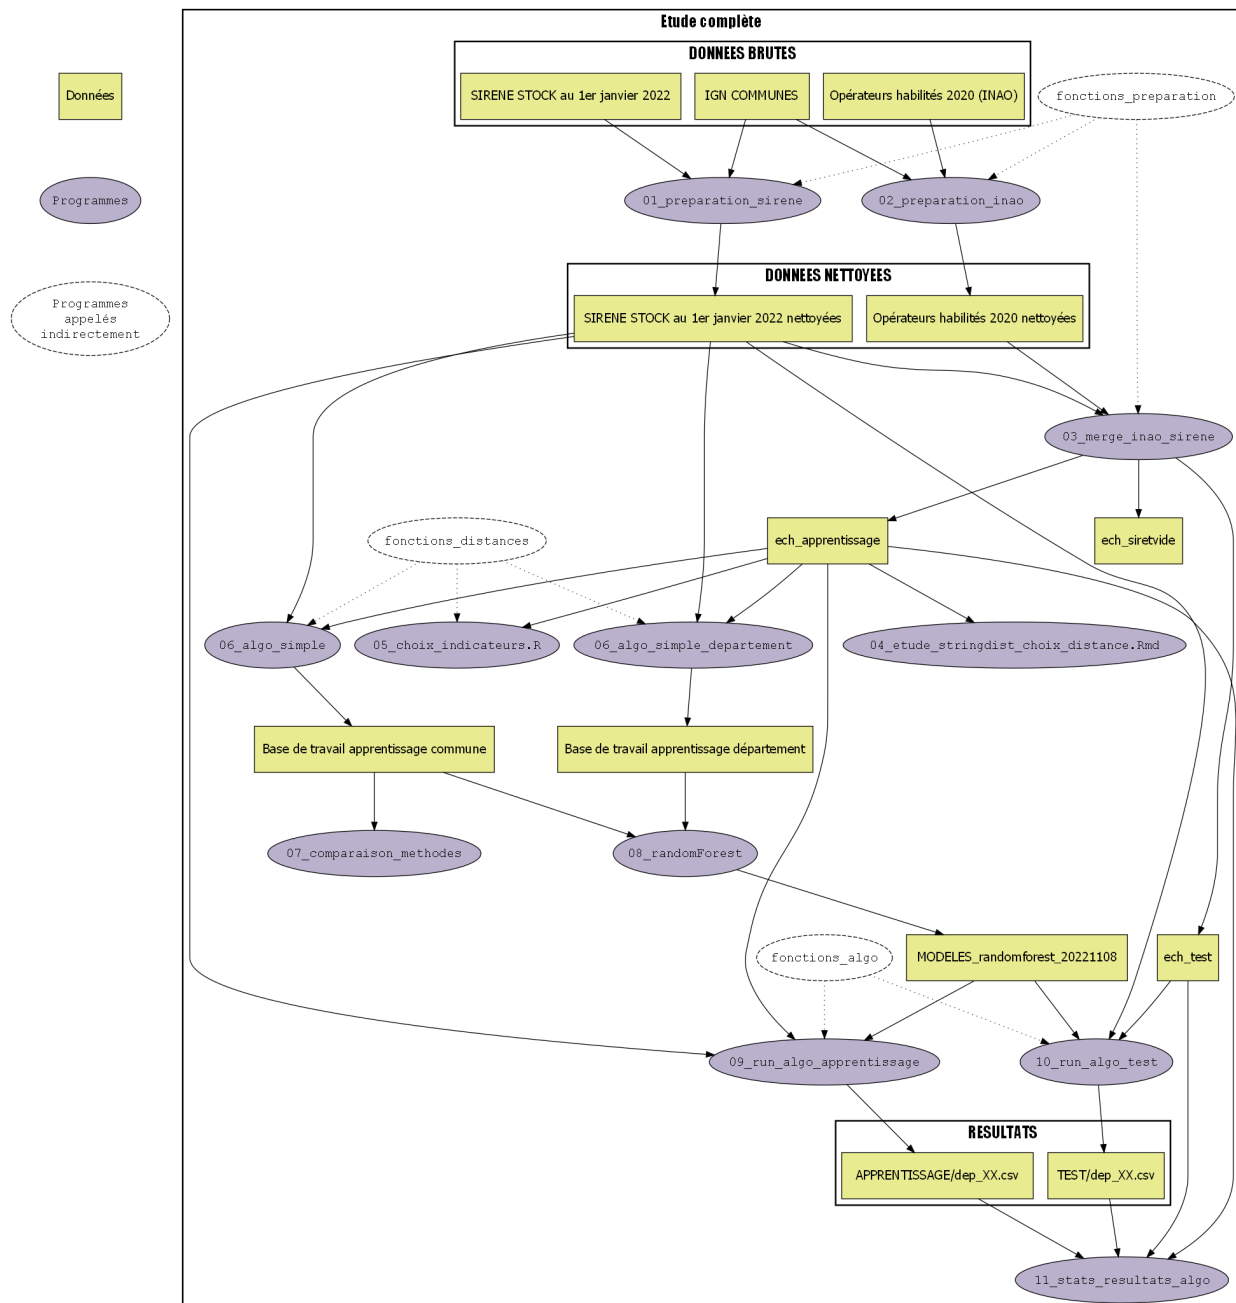 Etude complète
DONNEES BRUTES
Données
SIRENE STOCK au 1er janvier 2022
IGN COMMUNES
Opérateurs habilités 2020 (INAO)
fonctions_preparation
Programmes
01_preparation_sirene
02_preparation_inao
DONNEES NETTOYEES
Programmes
appelés
indirectement
SIRENE STOCK au 1er janvier 2022 nettoyées
Opérateurs habilités 2020 nettoyées
03_merge_inao_sirene
fonctions_distances
ech_apprentissage
ech_siretvide
06_algo_simple
05_choix_indicateurs.R
06_algo_simple_departement
04_etude_stringdist_choix_distance.Rmd
Base de travail apprentissage commune
Base de travail apprentissage département
07_comparaison_methodes
08_randomForest
fonctions_algo
MODELES_randomforest_20221108
ech_test
09_run_algo_apprentissage
10_run_algo_test
RESULTATS
APPRENTISSAGE/dep_XX.csv
TEST/dep_XX.csv
11_stats_resultats_algo